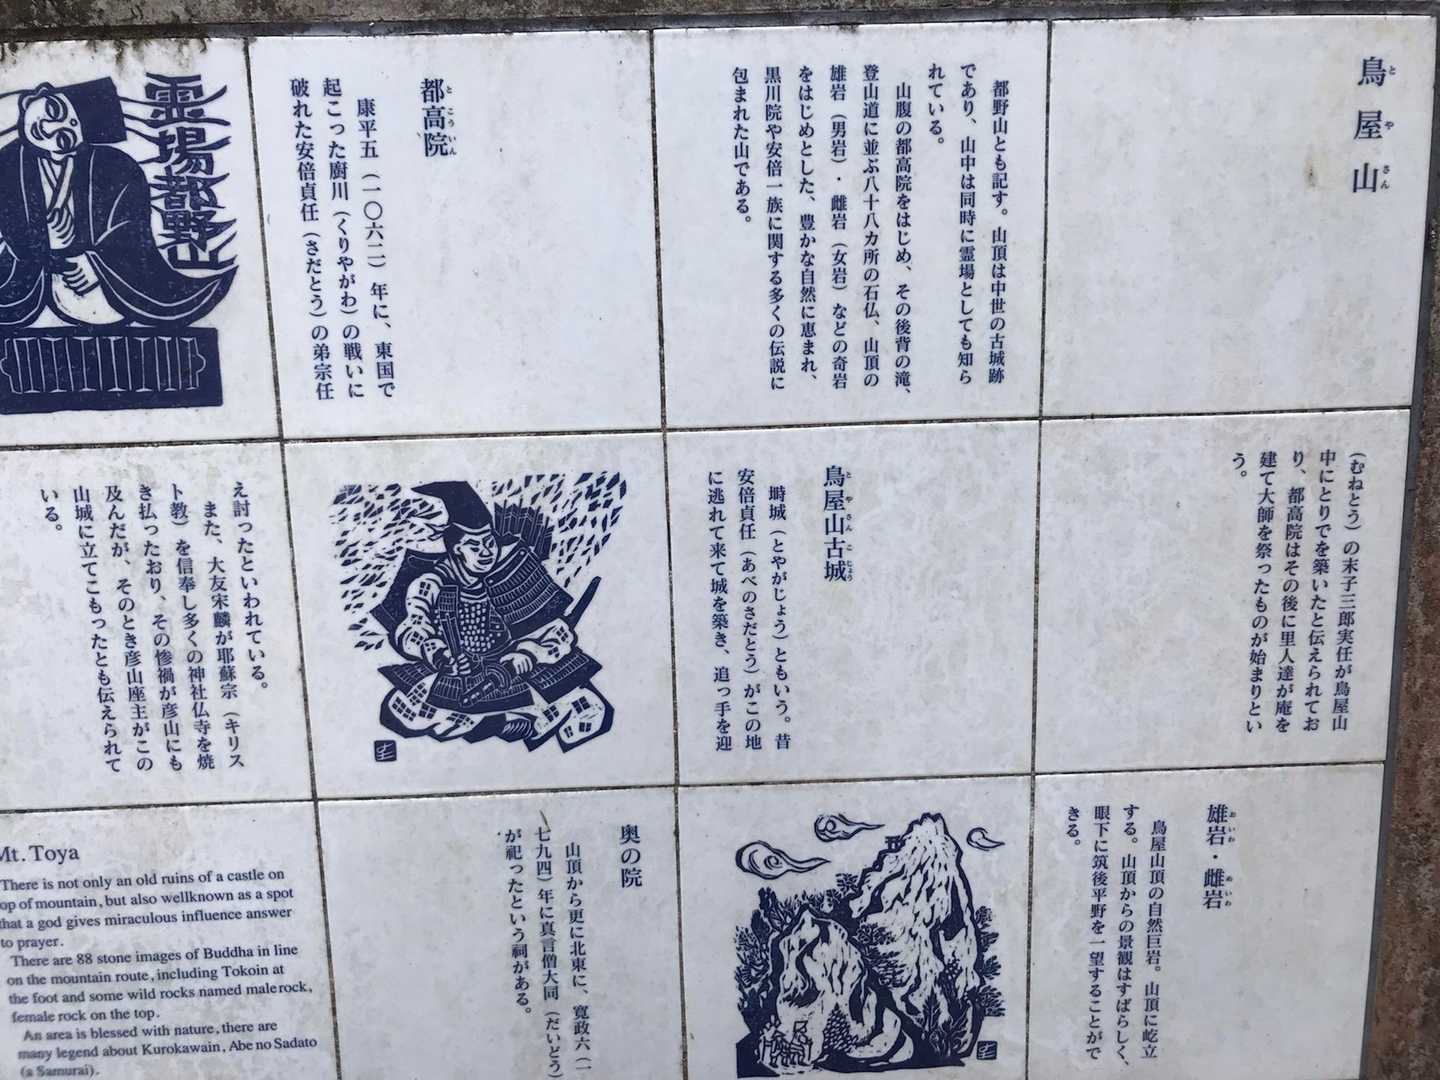 鳥屋山
とやさん
都野山とも記す。山頂は中世の古城跡
であり、山中は同時に霊場としても知ら
れている。
山腹の都高院をはじめ、その後背の滝、
登山道に並ぶ八十八カ所の石仏、山頂の
雄岩（男岩）・雌岩（女岩）などの奇岩
をはじめとした、豊かな自然に恵まれ、
黒川院や安倍一族に関する多くの伝説に
包まれた山である。
都高院
とこういん
康平五（一〇六二）年に、東国で
起こった厨川（くりやがわ）の戦いに
破れた安倍貞任（さだとう）の弟宗任
霊場都野山
（むねとう）の末子三郎実任が鳥屋山
中にとりでを築いたと伝えられてお
り、都高院はその後に里人達が庵を
建て大師を祭ったものが始まりとい
う。
鳥屋山古城
とやさんこじょう
塒城（とやがじょう）ともいう。昔
安倍貞任（あべのさだとう）がこの地
に逃れて来て城を築き、追っ手を迎
え討ったといわれている。
また、大友宋麟が耶蘇宗（キリス
ト教）を信奉し多くの神社仏寺を焼
き払ったおり、その惨禍が彦山にも
及んだが、そのとき彦山座主がこの
山城に立てこもったとも伝えられて
いる。
雄岩・雌岩
おいわ めいわ
鳥屋山頂の自然巨岩。山頂に屹立
する。山頂からの景観はすばらしく、
眼下に筑後平野を一望することがで
きる。
奥の院
山頂から更に北東に、寛政六（一
七九四）年に真言僧大同（だいどう）
が祀ったという祠がある。
Mt. Toya
There is not only an old ruins of a castle on
op of mountain, but also wellknown as a spot
that a god gives miraculous influence answer
to prayer.
There are 88 stone images of Buddha in line
on the mountain route, including Tokoin at
the foot and some wild rocks named male rock,
female rock on the top.
An area is blessed with nature, there are
many legend about Kurokawain, Abe no Sadato
(a Samurai).